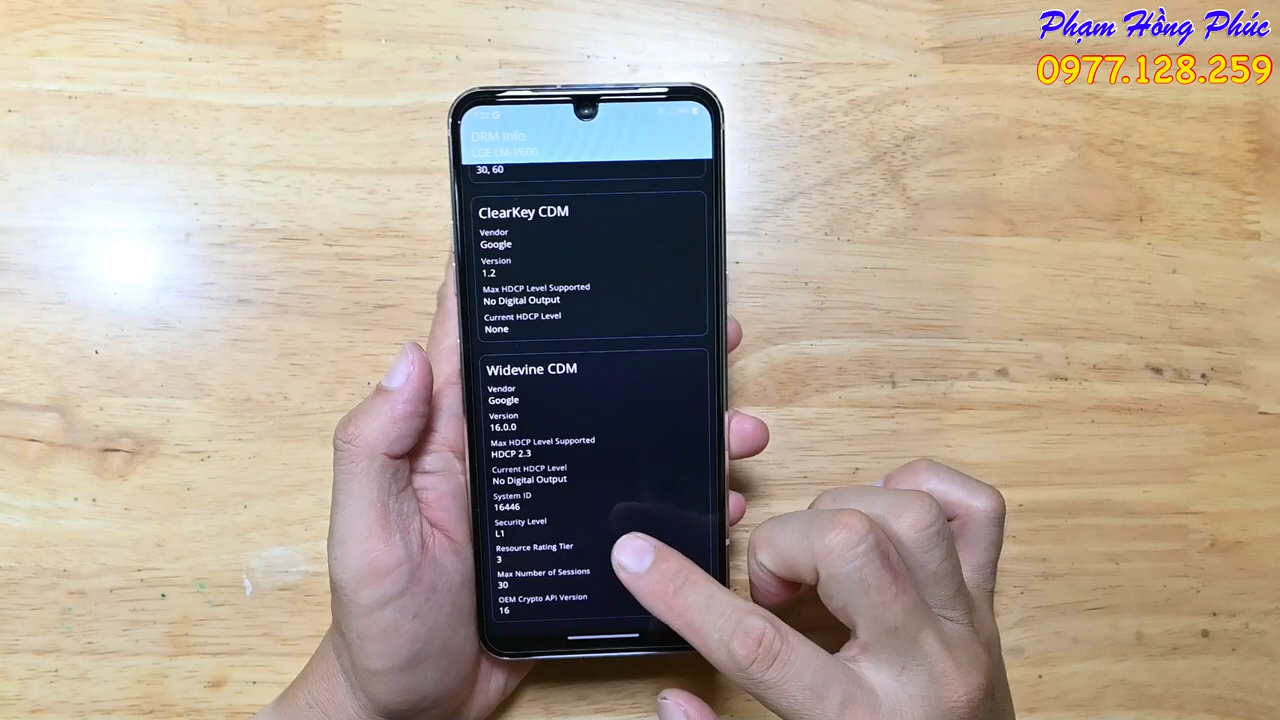 Phạm Hồng Phúc
0977.128.259
7:23 G
DRM Info
LGE LM-V600
30, 60
ClearKey CDM
Vendor
Google
Version
1.2
Max HDCP Level Supported
No Digital Output
Current HDCP Level
None
Widevine CDM
Vendor
Google
Version
16.0.0
Max HDCP Level Supported
HDCP 2.3
Current HDCP Level
No Digital Output
System ID
16446
Security Level
L1
Resource Rating Tier
3
Max Number of Sessions
30
OEM Crypto API Version
16